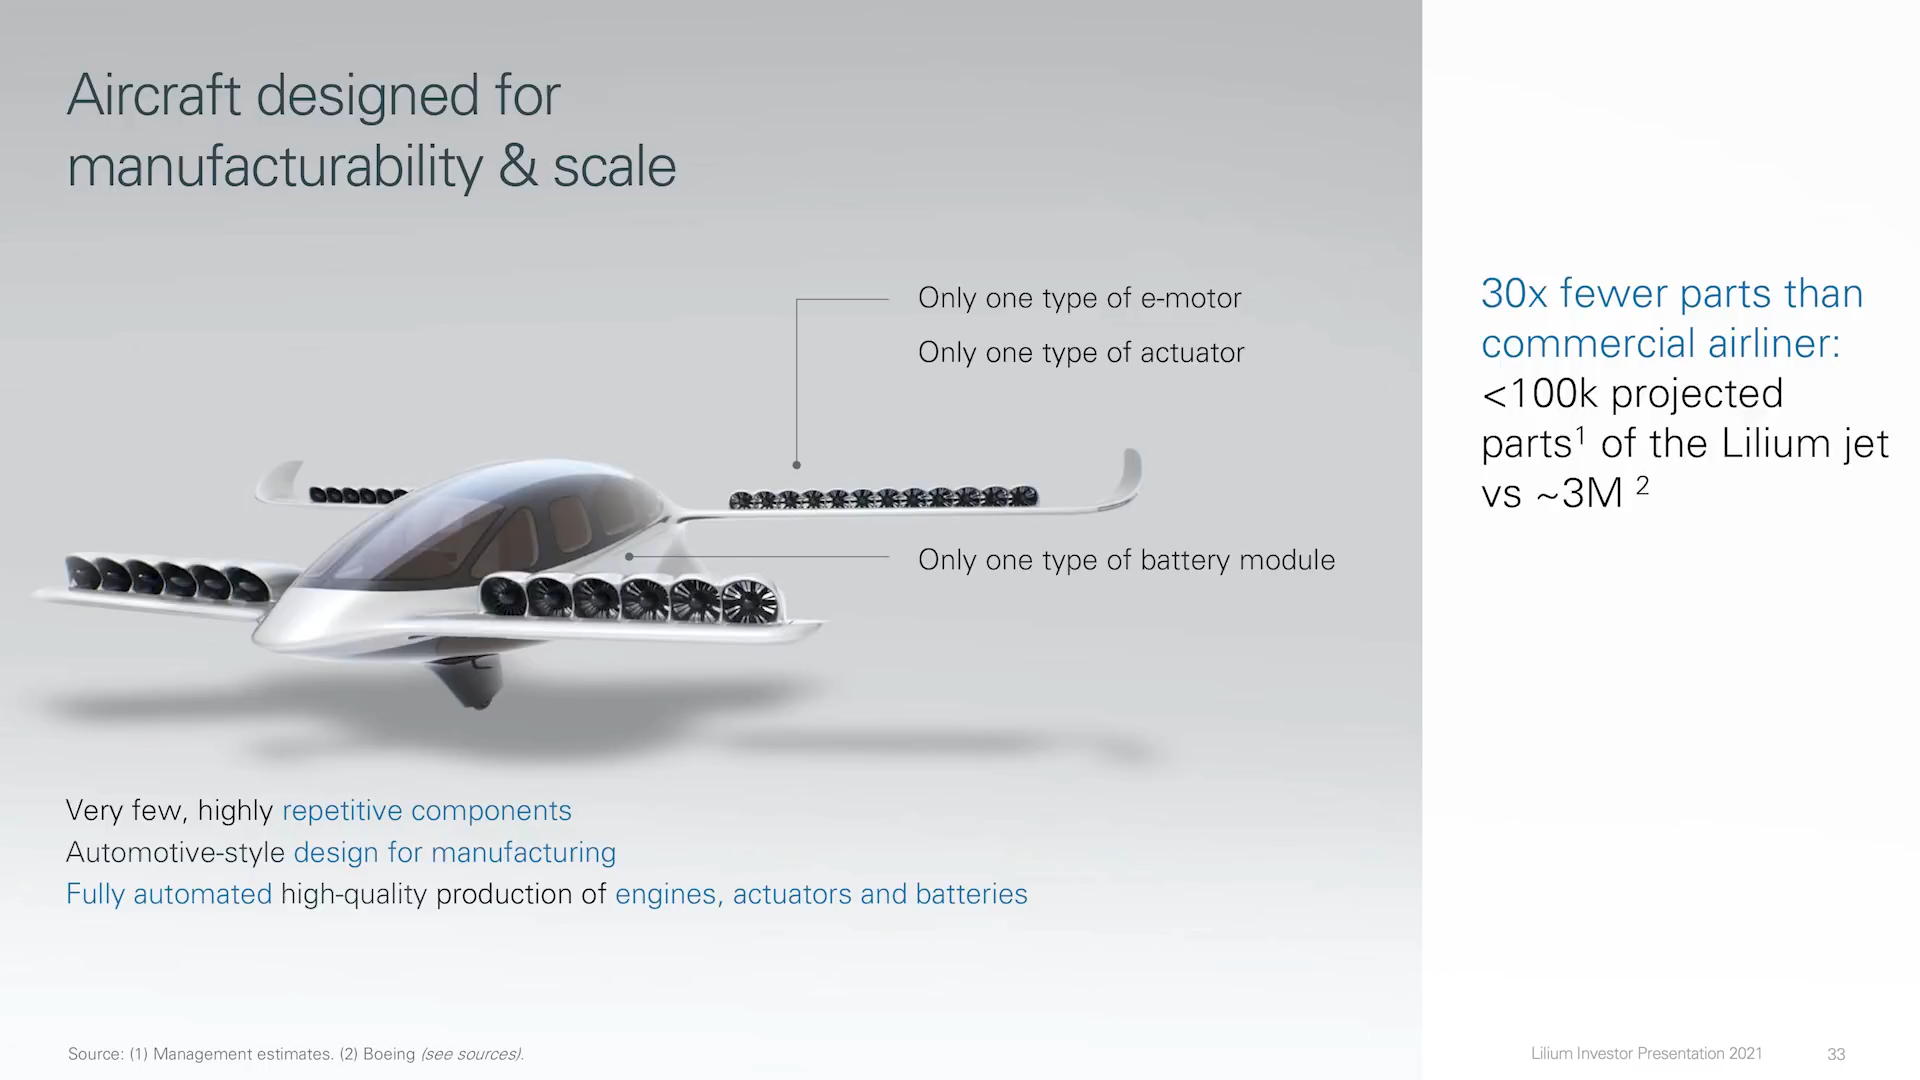 Aircraft designed for
manufacturability & scale
Only one type of e-motor
Only one type of actuator
Only one type of battery module
30x fewer parts than
commercial airliner:
<100k projected
parts¹ of the Lilium jet
vs ~3M ²
Very few, highly repetitive components
Automotive-style design for manufacturing
Fully automated high-quality production of engines, actuators and batteries
Source: (1) Management estimates. (2) Boeing (see sources).
Lilium Investor Presentation 2021 33